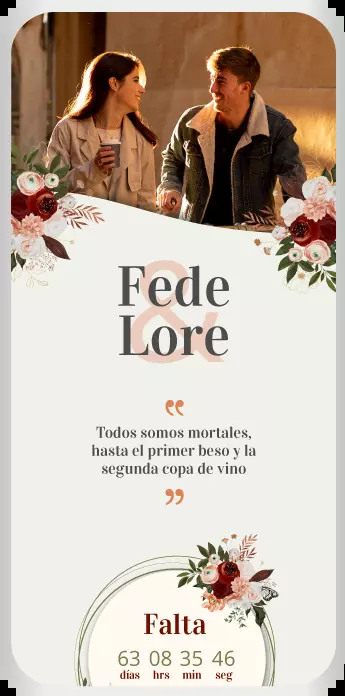 Fede
&
Lore
❝
Todos somos mortales,
hasta el primer beso y la
segunda copa de vino
❞
Falta
63 08 35 46
días hrs min seg